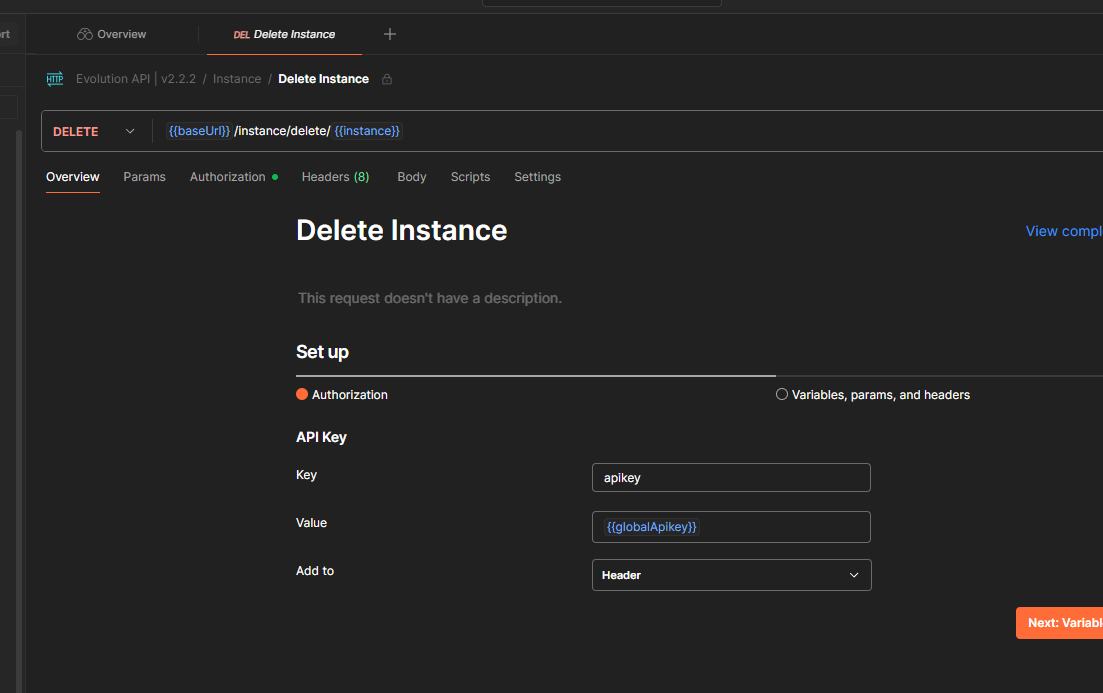 rt
Overview
DEL Delete Instance
HTTP Evolution API | v2.2.2 / Instance / Delete Instance
DELETE {{baseUrl}} /instance/delete/ {{instance}}
Overview Params Authorization Headers (8) Body Scripts Settings
Delete Instance
View compl
This request doesn't have a description.
Set up
Authorization Variables, params, and headers
API Key
Key apikey
Value {{globalApikey}}
Add to Header
Next: Variabl